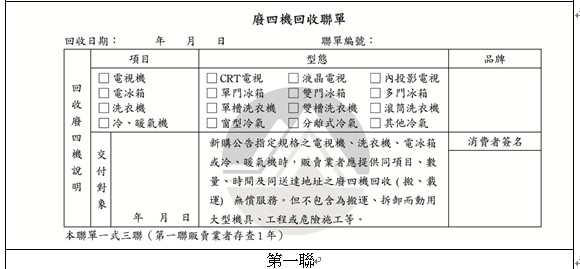 廢四機回收聯單
回收日期：　　年　　月　　日　　聯單編號：
項目　型態　品牌
□電視機　□CRT電視　□液晶電視　□內投影電視
□電冰箱　□單門冰箱　□雙門冰箱　□多門冰箱
□洗衣機　□單槽洗衣機　□雙槽洗衣機　□滾筒洗衣機
□冷、暖氣機　□窗型冷氣　□分離式冷氣　□其他冷氣
回收廢四機說明
交付對象
年　月　日
新購公告指定規格之電視機、洗衣機、電冰箱
或冷、暖氣機時，販賣業者應提供同項目、數
量、時間及同送達地址之廢四機回收(搬、載
運) 無償服務。但不包含為搬運、拆卸而動用
大型機具、工程或危險施工等。
消費者簽名
本聯單一式三聯（第一聯販賣業者存查1年）
第一聯